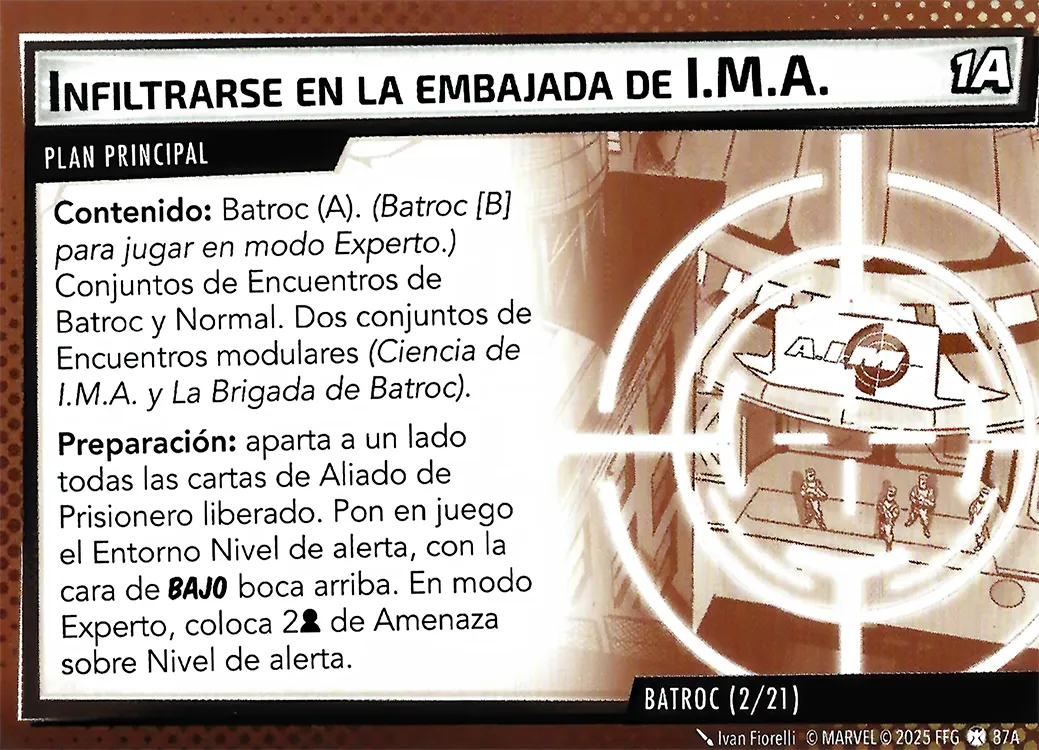 INFILTRARSE EN LA EMBAJADA DE I.M.A.
1A
PLAN PRINCIPAL
Contenido: Batroc (A). (Batroc [B]
para jugar en modo Experto.)
Conjuntos de Encuentros de
Batroc y Normal. Dos conjuntos de
Encuentros modulares (Ciencia de
I.M.A. y La Brigada de Batroc).
Preparación: aparta a un lado
todas las cartas de Aliado de
Prisionero liberado. Pon en juego
el Entorno Nivel de alerta, con la
cara de BAJO boca arriba. En modo
Experto, coloca 2 de Amenaza
sobre Nivel de alerta.
A.I.M.
BATROC (2/21)
Ivan Fiorelli © MARVEL © 2025 FFG 87A